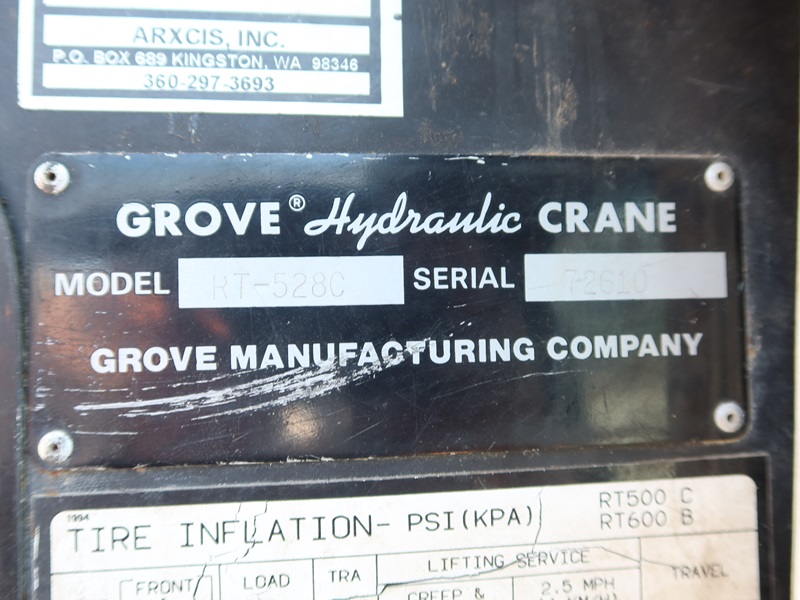 ARXCIS, INC.
P.O. BOX 689 KINGSTON, WA 98346
360-297-3693
GROVE® Hydraulic CRANE
MODEL RT-528C SERIAL 72610
GROVE MANUFACTURING COMPANY
1994
TIRE INFLATION- PSI(KPA) RT500 C
RT600 B
LIFTING SERVICE
FRONT LOAD TRA TRAVEL
CREEP & 2.5 MPH